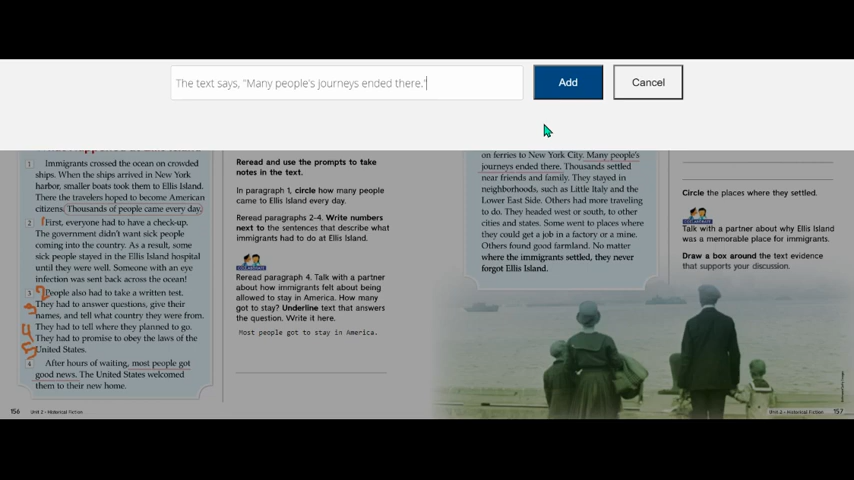 The text says, "Many people's journeys ended there."
Add
Cancel
1 Immigrants crossed the ocean on crowded
ships. When the ships arrived in New York
harbor, smaller boats took them to Ellis Island.
There the travelers hoped to become American
citizens. Thousands of people came every day.
2 1 First, everyone had to have a check-up.
The government didn't want sick people
coming into the country. As a result, some
sick people stayed in the Ellis Island hospital
until they were well. Someone with an eye
infection was sent back across the ocean!
3 2 People also had to take a written test.
3 They had to answer questions, give their
names, and tell what country they were from.
4 They had to tell where they planned to go.
5 They had to promise to obey the laws of the
United States.
4 After hours of waiting, most people got
good news. The United States welcomed
them to their new home.
156 Unit 2 - Historical Fiction
Reread and use the prompts to take
notes in the text.
In paragraph 1, circle how many people
came to Ellis Island every day.
Reread paragraphs 2-4. Write numbers
next to the sentences that describe what
immigrants had to do at Ellis Island.
COLLABORATE
Reread paragraph 4. Talk with a partner
about how immigrants felt about being
allowed to stay in America. How many
got to stay? Underline text that answers
the question. Write it here.
Most people got to stay in America.
on ferries to New York City. Many people's
journeys ended there. Thousands settled
near friends and family. They stayed in
neighborhoods, such as Little Italy and the
Lower East Side. Others had more traveling
to do. They headed west or south, to other
cities and states. Some went to places where
they could get a job in a factory or a mine.
Others found good farmland. No matter
where the immigrants settled, they never
forgot Ellis Island.
Circle the places where they settled.
COLLABORATE
Talk with a partner about why Ellis Island
was a memorable place for immigrants.
Draw a box around the text evidence
that supports your discussion.
Unit 2 - Historical Fiction 157